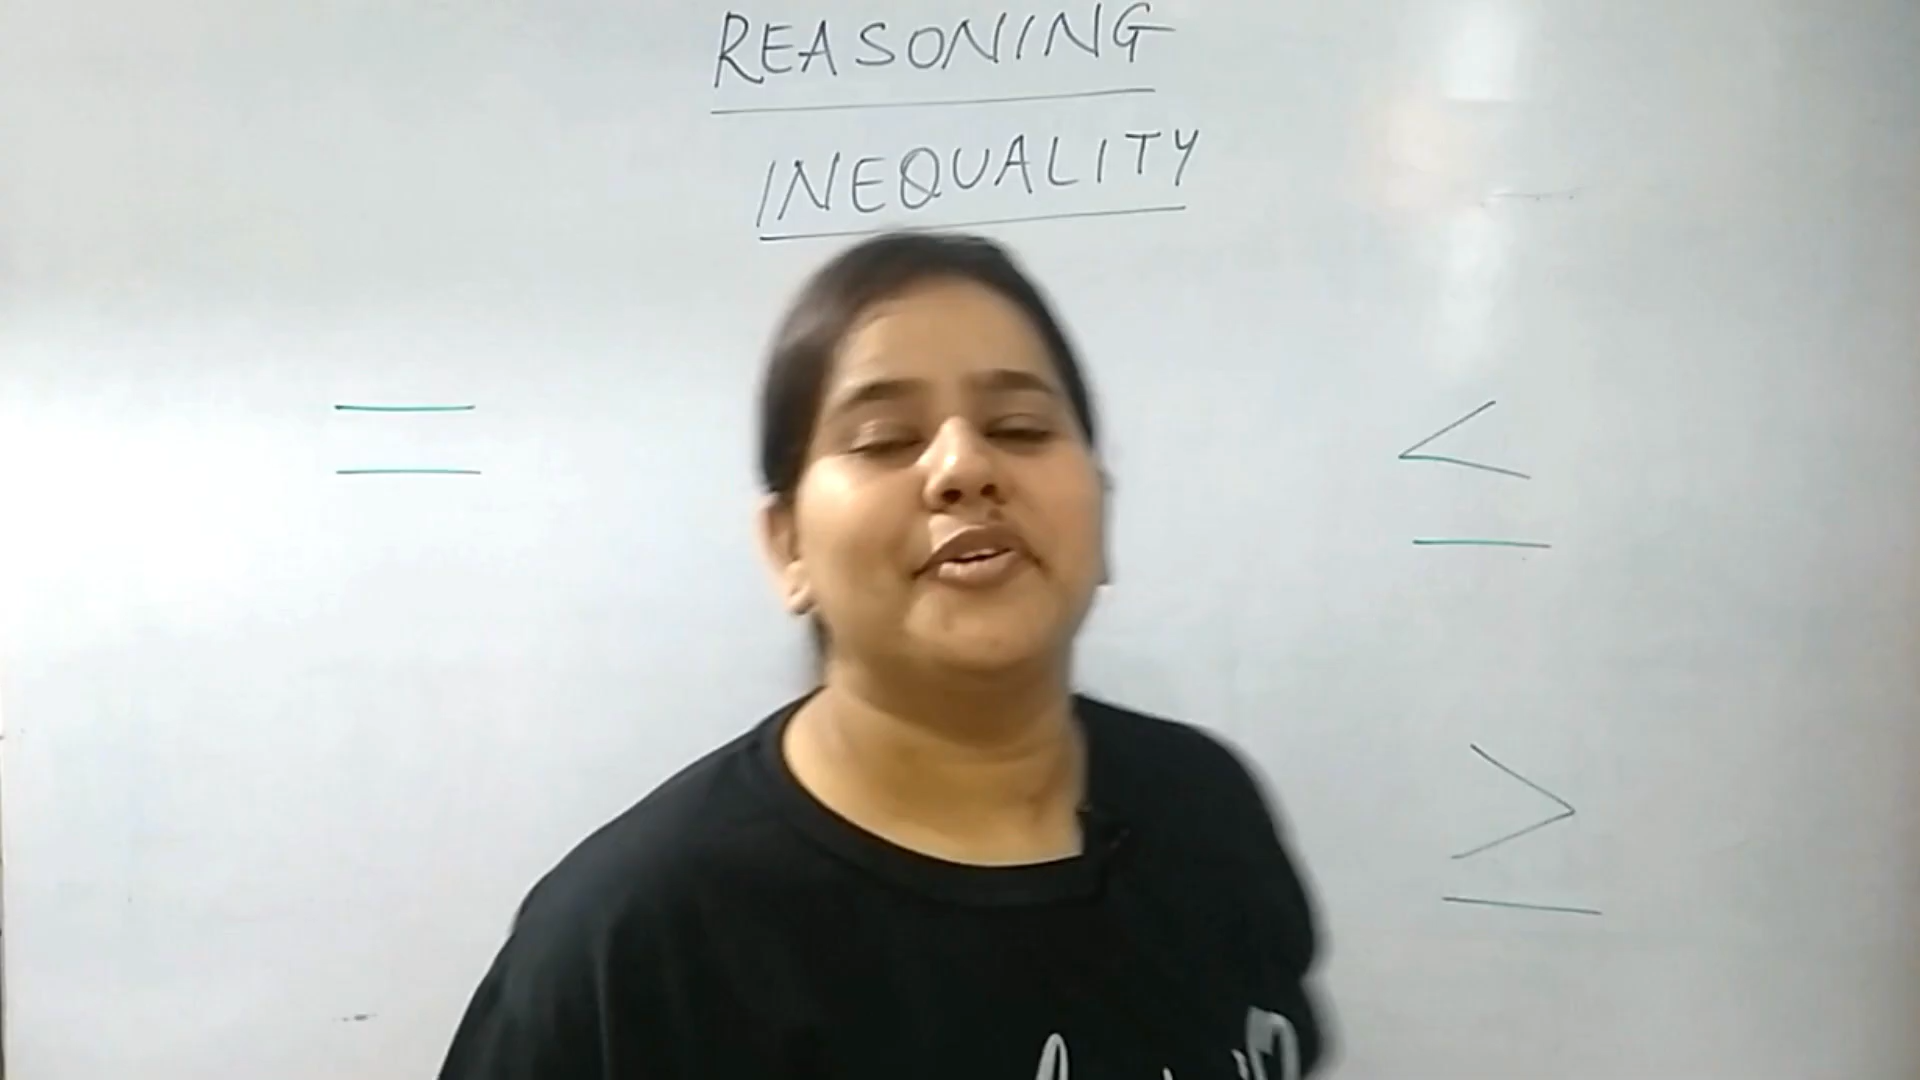 REASONING
INEQUALITY
=
≤
≥